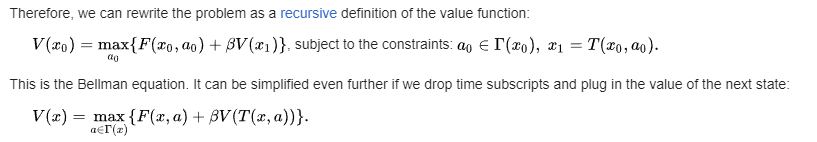 Therefore, we can rewrite the problem as a recursive definition of the value function:
V(x₀) = max{F(x₀, a₀) + βV(x₁)}, subject to the constraints: a₀ ∈ Γ(x₀), x₁ = T(x₀, a₀).
a₀
This is the Bellman equation. It can be simplified even further if we drop time subscripts and plug in the value of the next state:
V(x) = max {F(x, a) + βV(T(x, a))}.
a∈Γ(x)